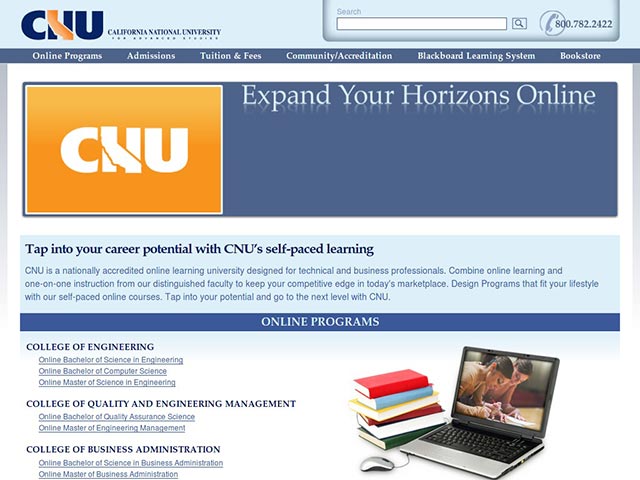 CNU CALIFORNIA NATIONAL UNIVERSITY
FOR ADVANCED STUDIES
Search
800.782.2422
Online Programs Admissions Tuition & Fees Community/Accreditation Blackboard Learning System Bookstore
CNU
Expand Your Horizons Online
Tap into your career potential with CNU's self-paced learning
CNU is a nationally accredited online learning university designed for technical and business professionals. Combine online learning and
one-on-one instruction from our distinguished faculty to keep your competitive edge in today's marketplace. Design Programs that fit your lifestyle
with our self-paced online courses. Tap into your potential and go to the next level with CNU.
ONLINE PROGRAMS
COLLEGE OF ENGINEERING
Online Bachelor of Science in Engineering
Online Bachelor of Computer Science
Online Master of Science in Engineering
COLLEGE OF QUALITY AND ENGINEERING MANAGEMENT
Online Bachelor of Quality Assurance Science
Online Master of Engineering Management
COLLEGE OF BUSINESS ADMINISTRATION
Online Bachelor of Science in Business Administration
Online Master of Business Administration